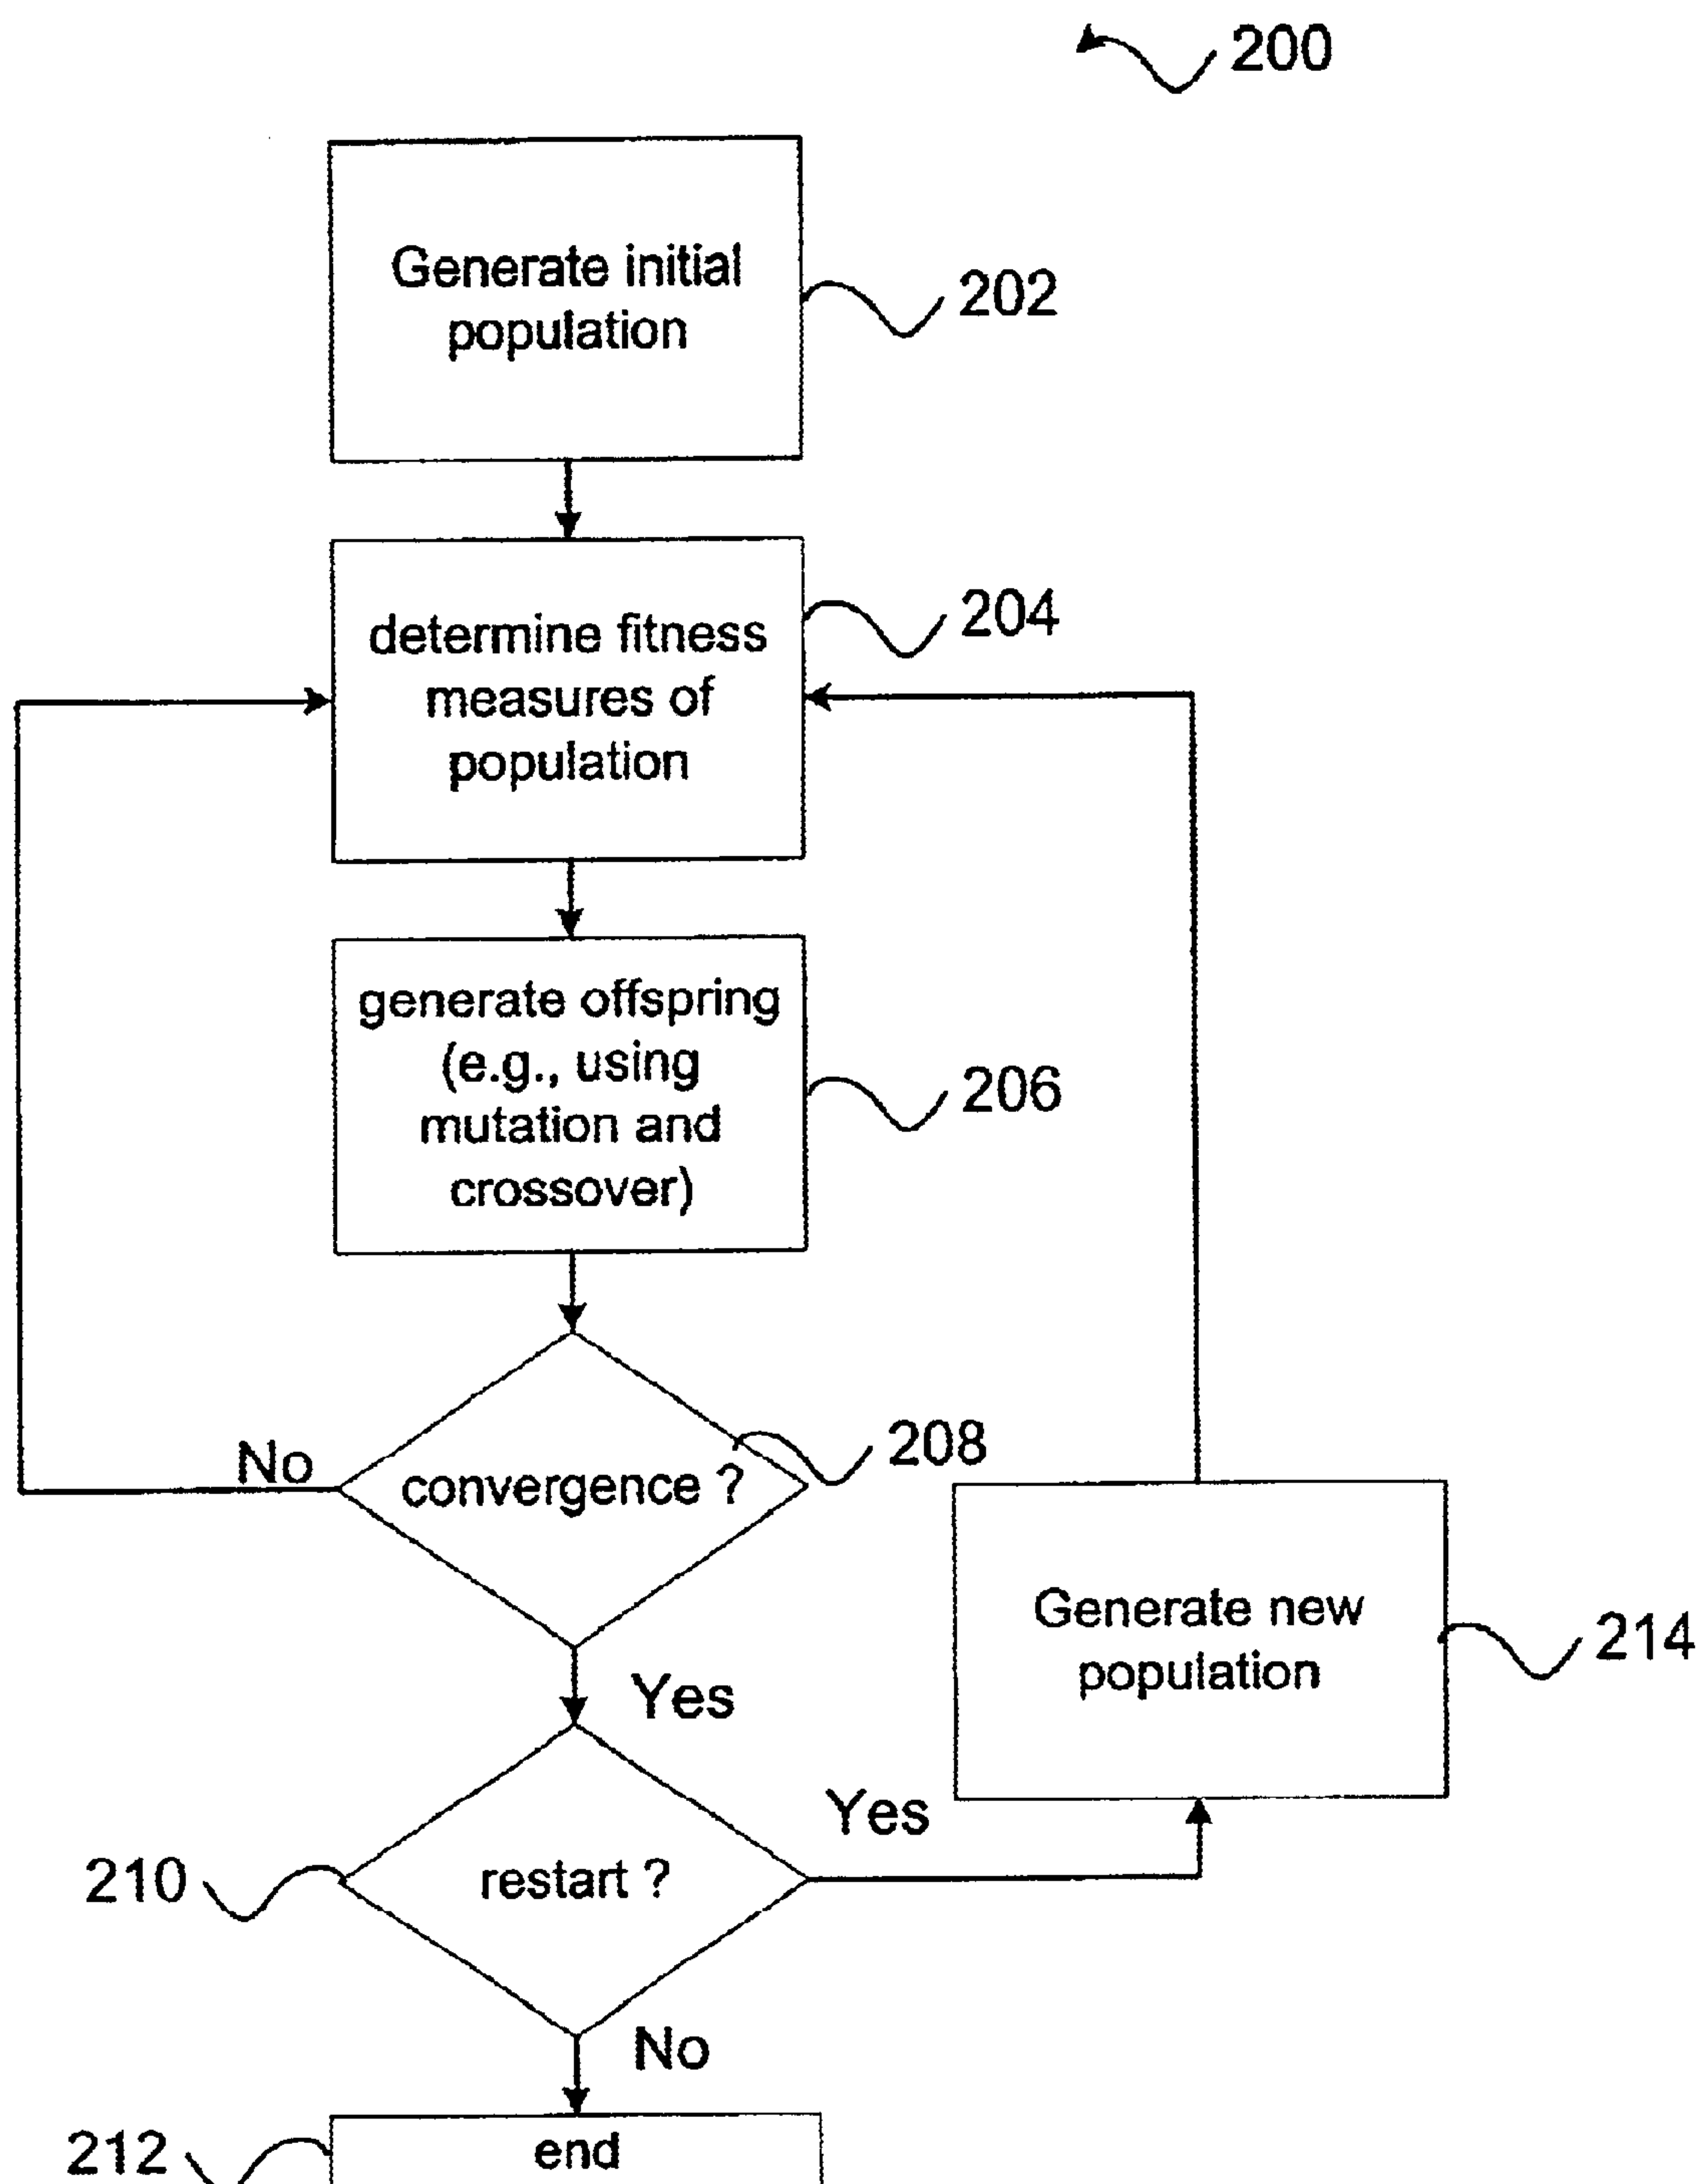 200
Generate initial
population
202
determine fitness
measures of
population
204
generate offspring
(e.g., using
mutation and
crossover)
206
No
convergence ?
208
Yes
Generate new
population
214
Yes
210
restart ?
No
212
end